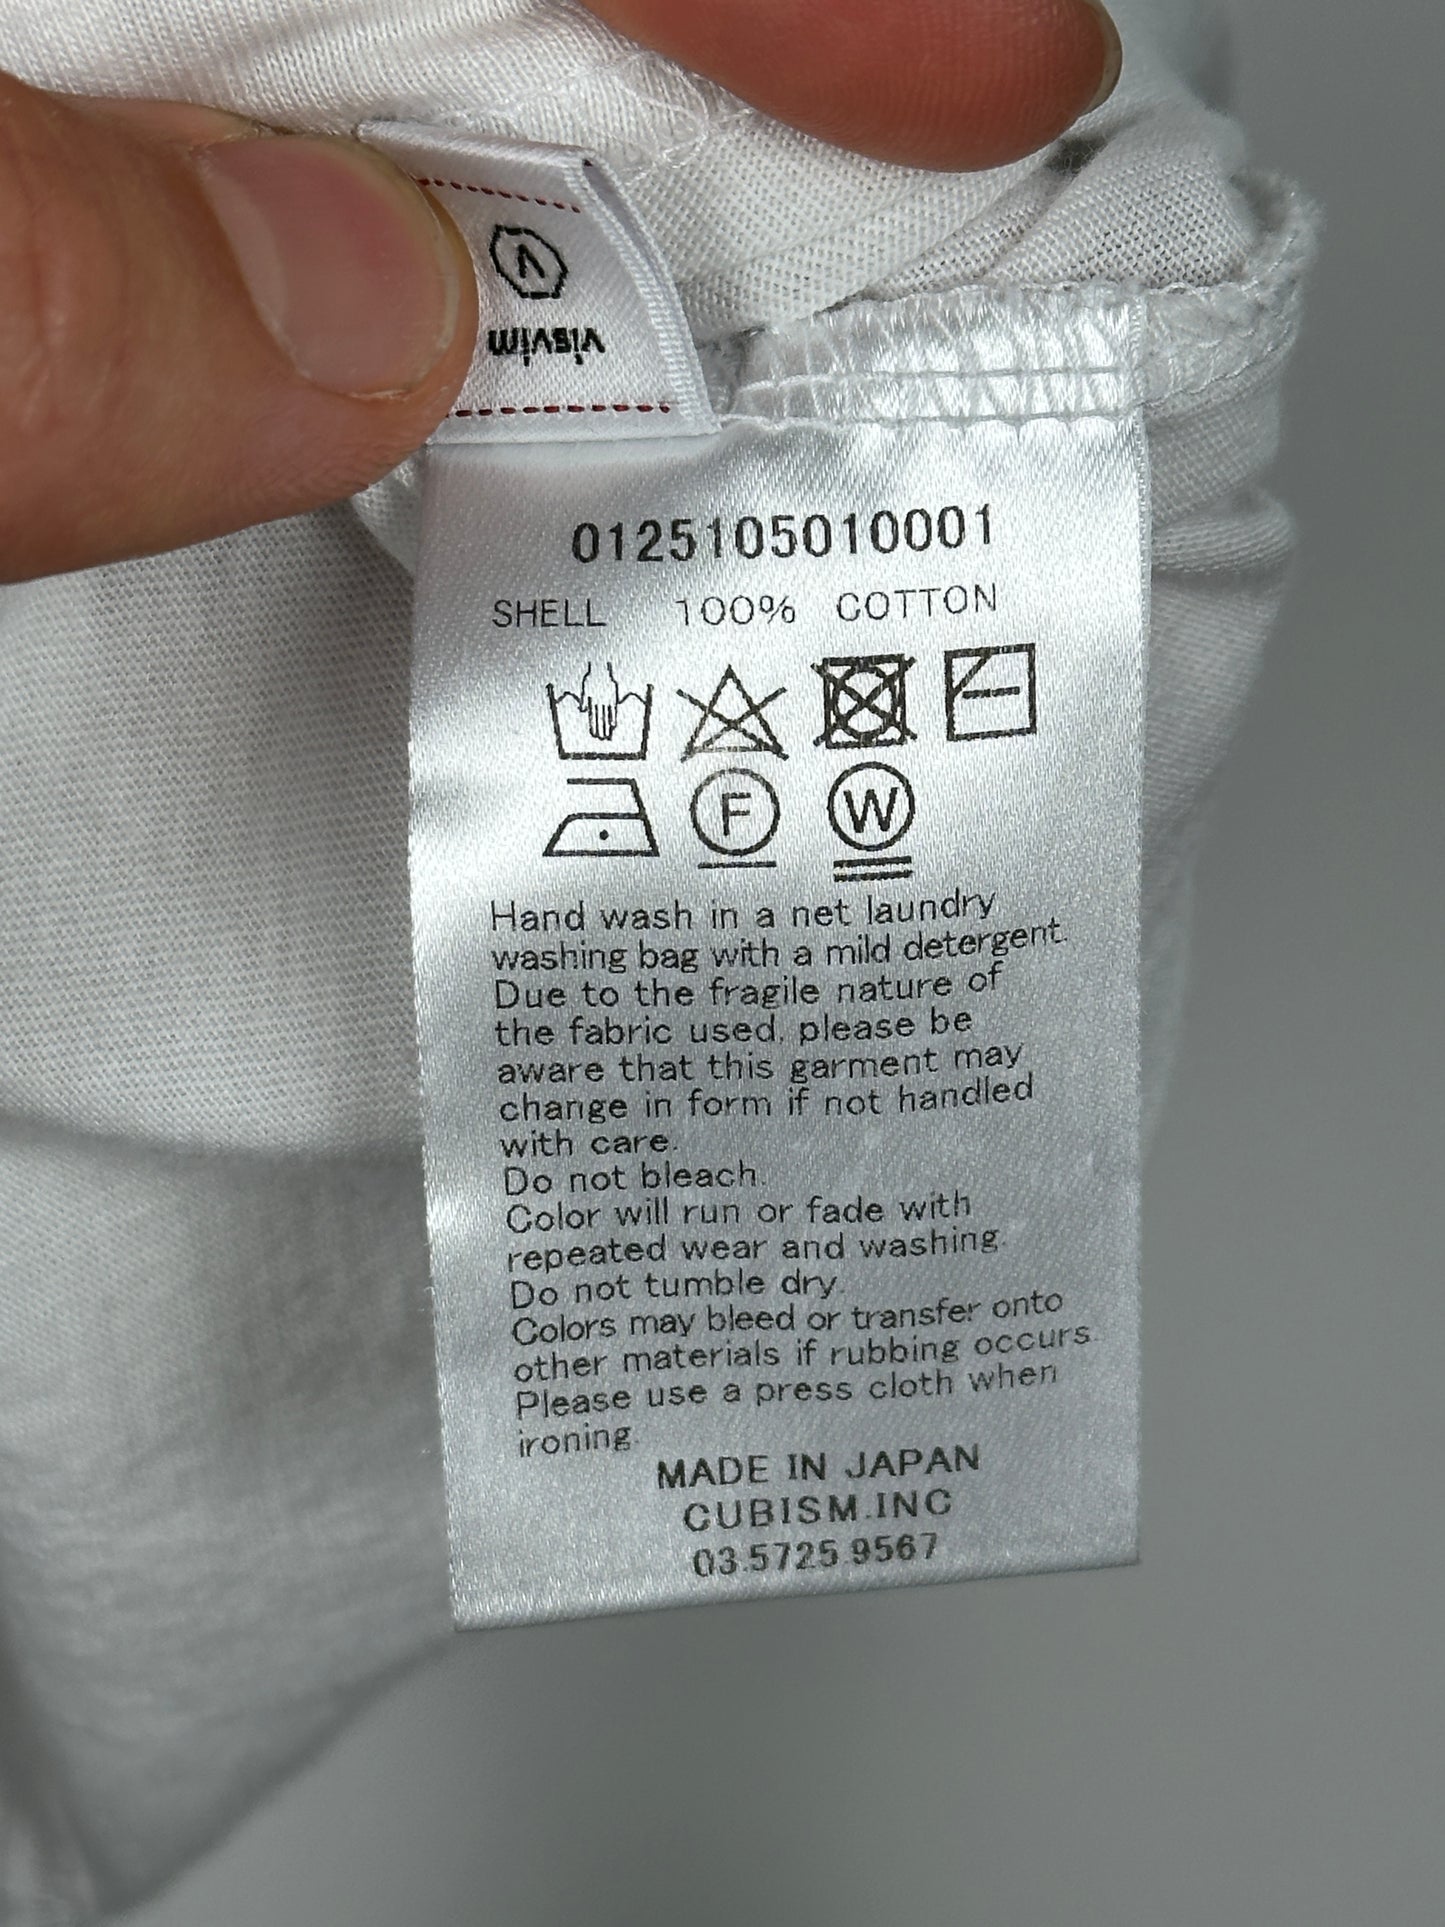 visvim
0125105010001
SHELL 100% COTTON
F W
Hand wash in a net laundry
washing bag with a mild detergent.
Due to the fragile nature of
the fabric used, please be
aware that this garment may
change in form if not handled
with care.
Do not bleach.
Color will run or fade with
repeated wear and washing.
Do not tumble dry.
Colors may bleed or transfer onto
other materials if rubbing occurs.
Please use a press cloth when
ironing.
MADE IN JAPAN
CUBISM.INC
03.5725.9567